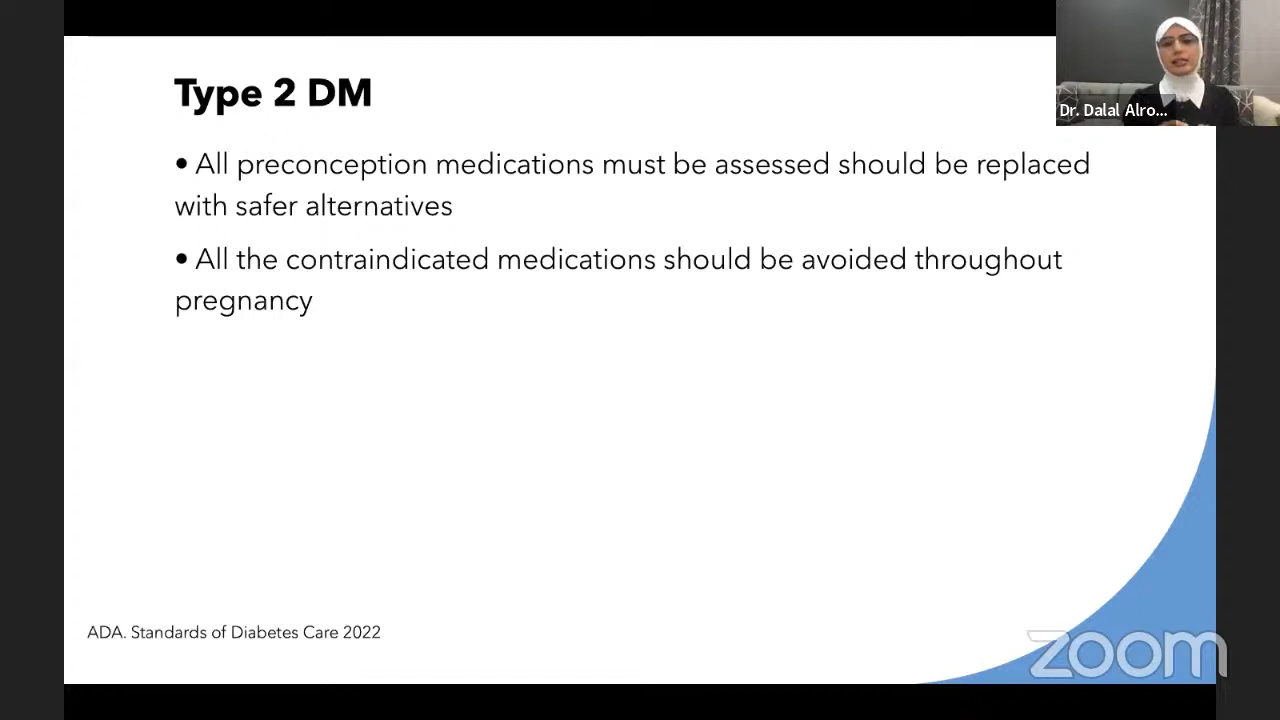 Type 2 DM
Dr. Dalal Alro...
• All preconception medications must be assessed should be replaced
with safer alternatives
• All the contraindicated medications should be avoided throughout
pregnancy
ADA. Standards of Diabetes Care 2022
zoom